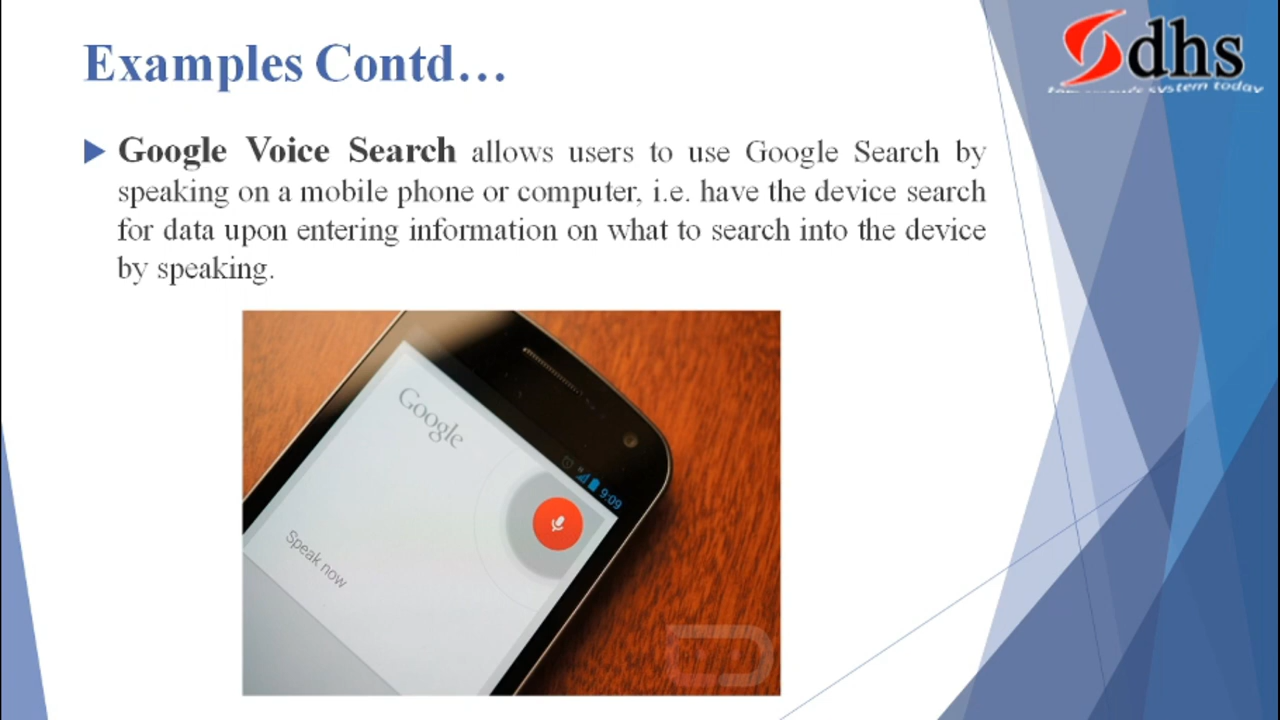 Examples Contd...
dhs
system today
Google Voice Search allows users to use Google Search by
speaking on a mobile phone or computer, i.e. have the device search
for data upon entering information on what to search into the device
by speaking.
Google
9:09
Speak now